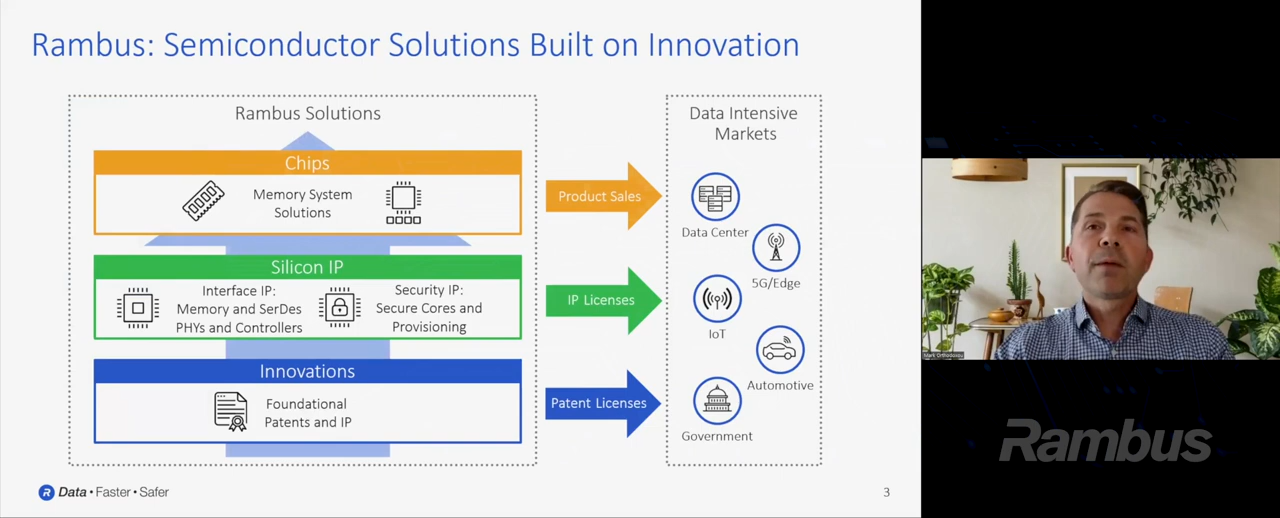 Rambus: Semiconductor Solutions Built on Innovation
Rambus Solutions
Chips
Memory System
Solutions
Silicon IP
Interface IP:
Memory and SerDes
PHYs and Controllers
Security IP:
Secure Cores and
Provisioning
Innovations
Foundational
Patents and IP
Product Sales
IP Licenses
Patent Licenses
Data Intensive
Markets
Data Center
5G/Edge
IoT
Automotive
Government
R Data • Faster • Safer
3
Mark Orthodoxou
Rambus